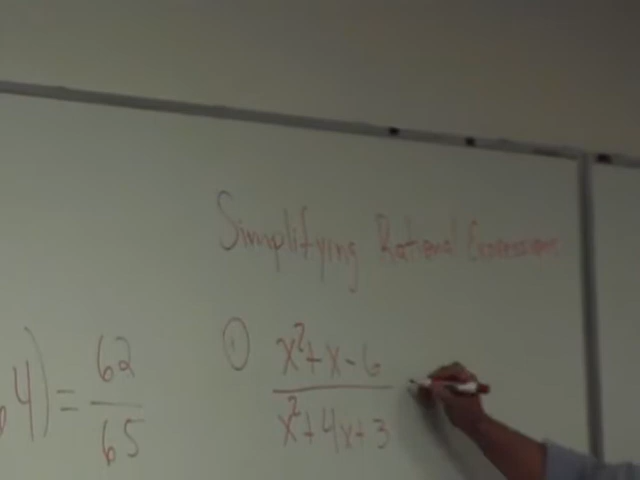 Simplifying Rational Expressions
① x²+x-6
x²+4x+3
4) = 62
65